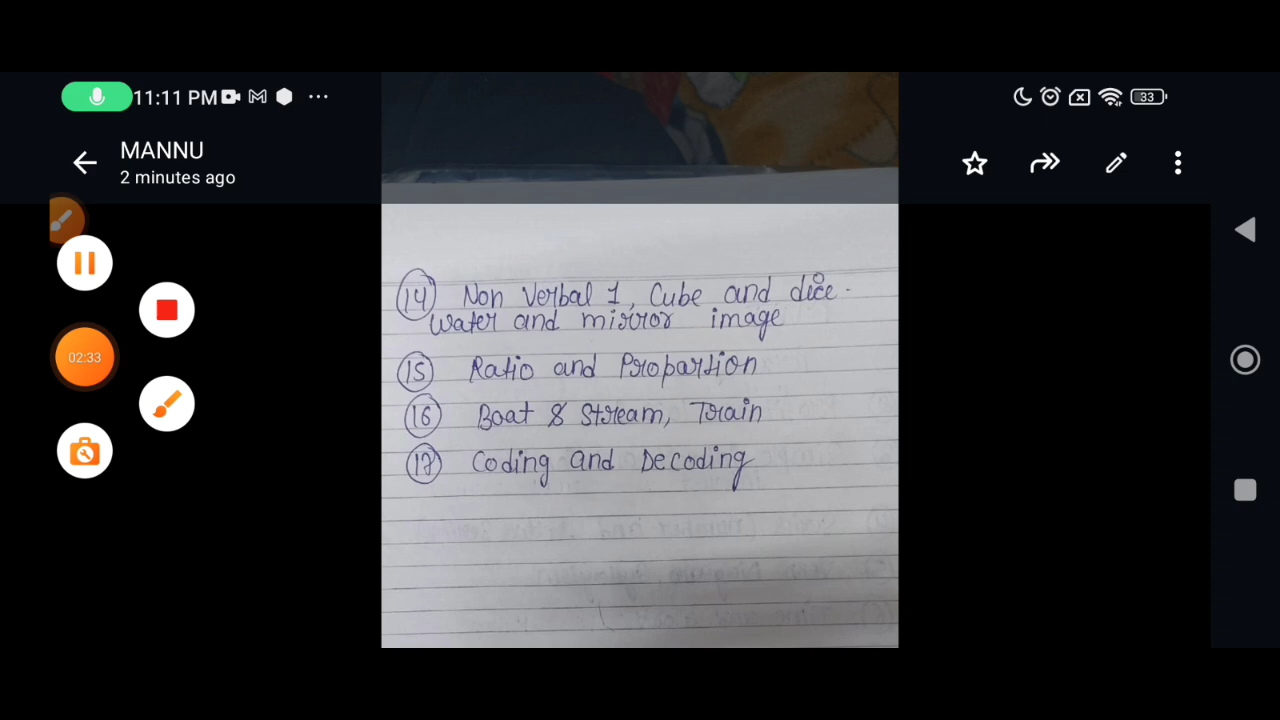 11:11 PM
33
MANNU
2 minutes ago
02:33
14 Non Verbal 1, Cube and dice.
Water and mirror image
15 Ratio and Propartion
16 Boat & Stream, Train
17 Coding and Decoding